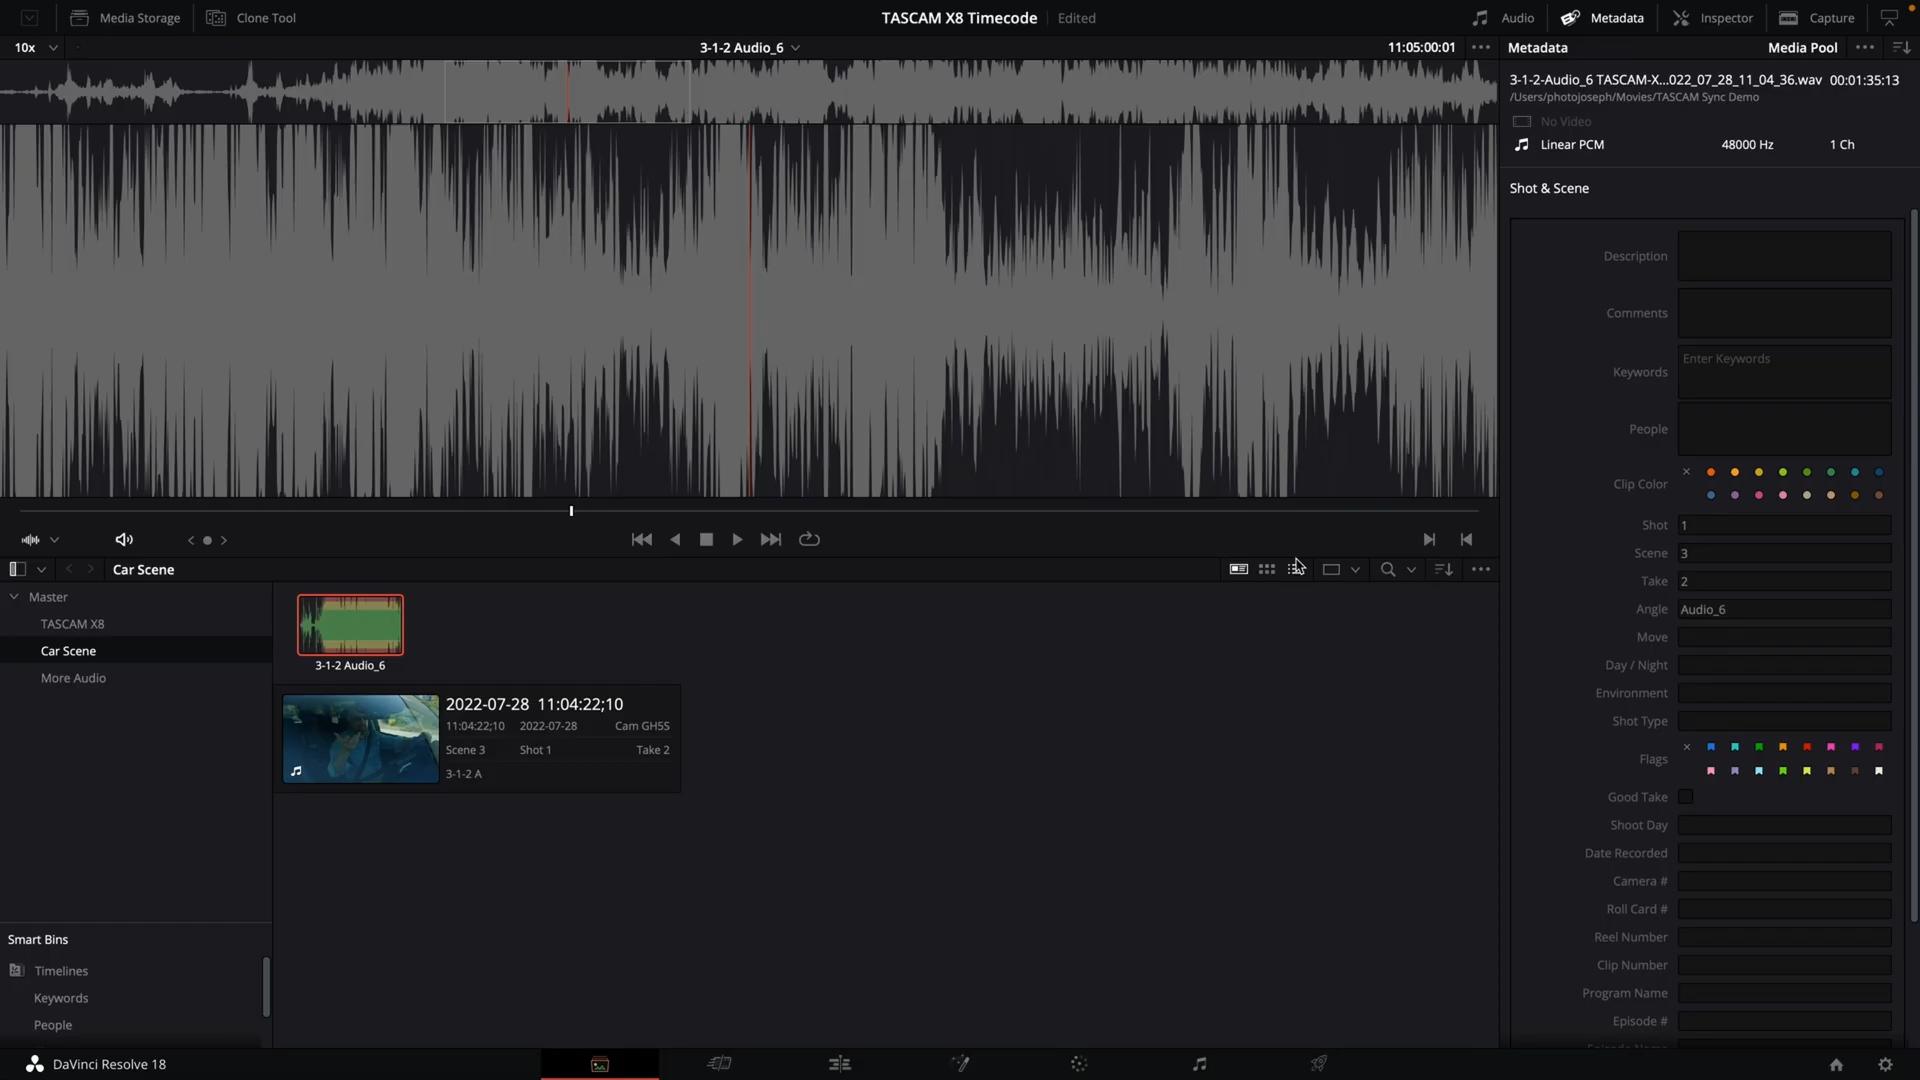 Media Storage
Clone Tool
TASCAM X8 Timecode
Edited
Audio
Metadata
Inspector
Capture
10x
3-1-2 Audio_6
11:05:00:01
Metadata
Media Pool
3-1-2-Audio_6 TASCAM-X...022_07_28_11_04_36.wav 00:01:35:13
/Users/photojoseph/Movies/TASCAM Sync Demo
No Video
Linear PCM
48000 Hz
1 Ch
Shot & Scene
Description
Comments
Keywords
Enter Keywords
People
Clip Color
Shot 1
Scene 3
Take 2
Angle Audio_6
Move
Day / Night
Environment
Shot Type
Flags
Good Take
Shoot Day
Date Recorded
Camera #
Roll Card #
Reel Number
Clip Number
Program Name
Episode #
Episode Name
Car Scene
Master
TASCAM X8
Car Scene
More Audio
3-1-2 Audio_6
2022-07-28 11:04:22;10
11:04:22;10 2022-07-28 Cam GH5S
Scene 3 Shot 1 Take 2
3-1-2 A
Smart Bins
Timelines
Keywords
People
DaVinci Resolve 18